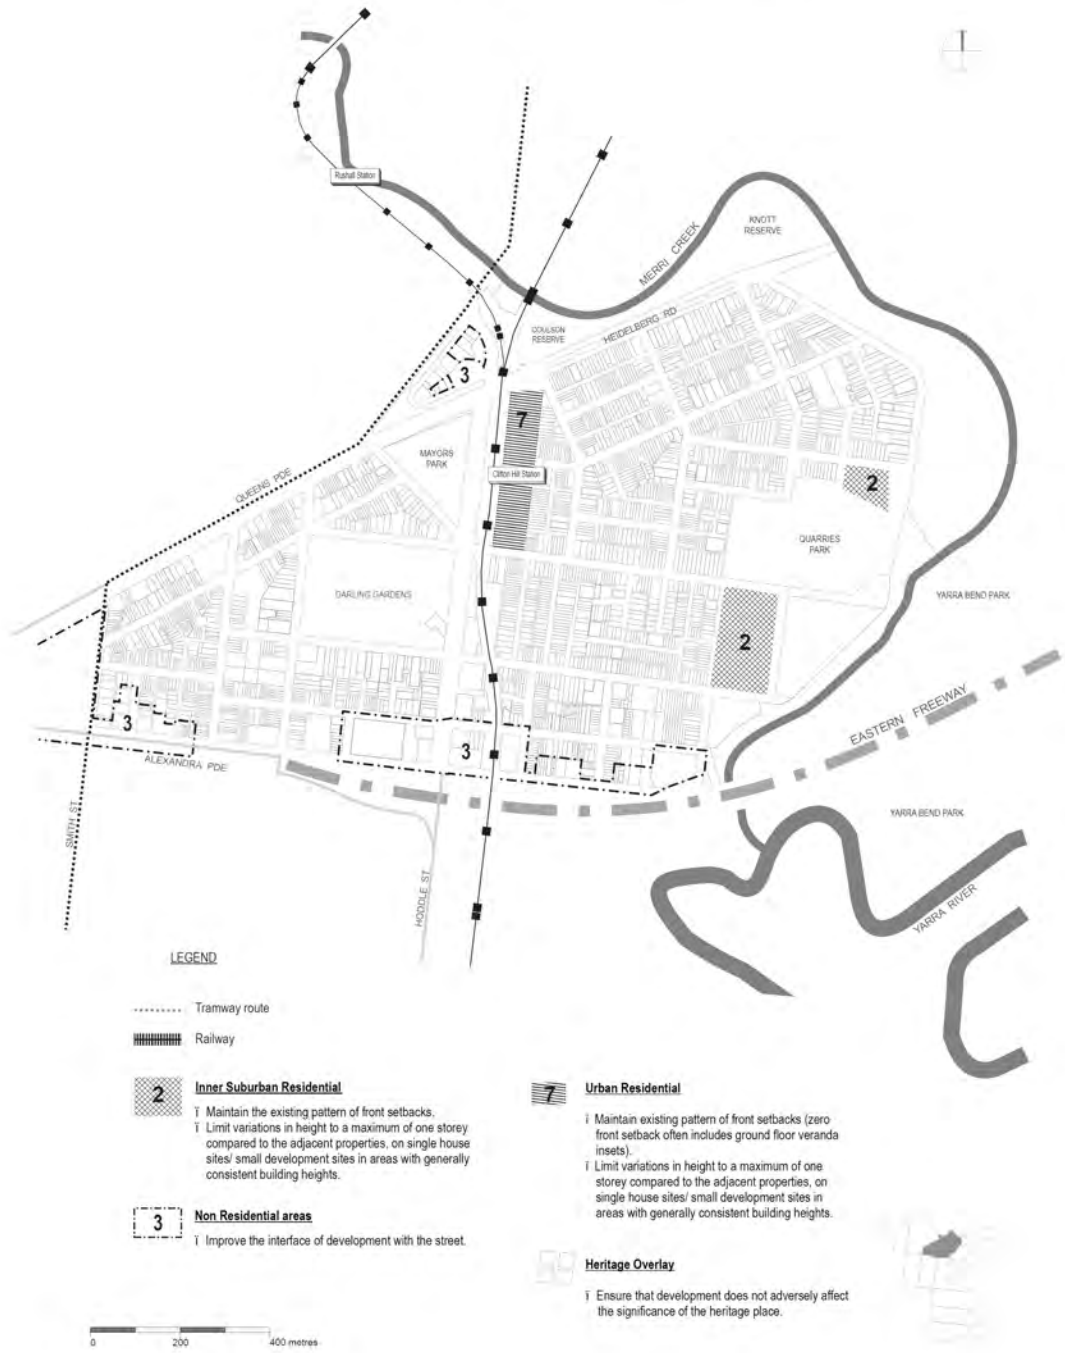 Rushall Station
KNOTT
RESERVE
MERRI CREEK
COULSON
RESERVE
HEIDELBERG RD
3
7
MAYORS
PARK
Clifton Hill Station
QUEENS PDE
2
QUARRIES
PARK
DARLING GARDENS
YARRA BEND PARK
2
EASTERN FREEWAY
3
3
ALEXANDRA PDE
SMITH ST
YARRA BEND PARK
HODDLE ST
YARRA RIVER
LEGEND
Tramway route
Railway
2
Inner Suburban Residential
ï Maintain the existing pattern of front setbacks.
ï Limit variations in height to a maximum of one storey
compared to the adjacent properties, on single house
sites/ small development sites in areas with generally
consistent building heights.
3
Non Residential areas
ï Improve the interface of development with the street.
7
Urban Residential
ï Maintain existing pattern of front setbacks (zero
front setback often includes ground floor veranda
insets).
ï Limit variations in height to a maximum of one
storey compared to the adjacent properties, on
single house sites/ small development sites in
areas with generally consistent building heights.
Heritage Overlay
ï Ensure that development does not adversely affect
the significance of the heritage place.
0 200 400 metres